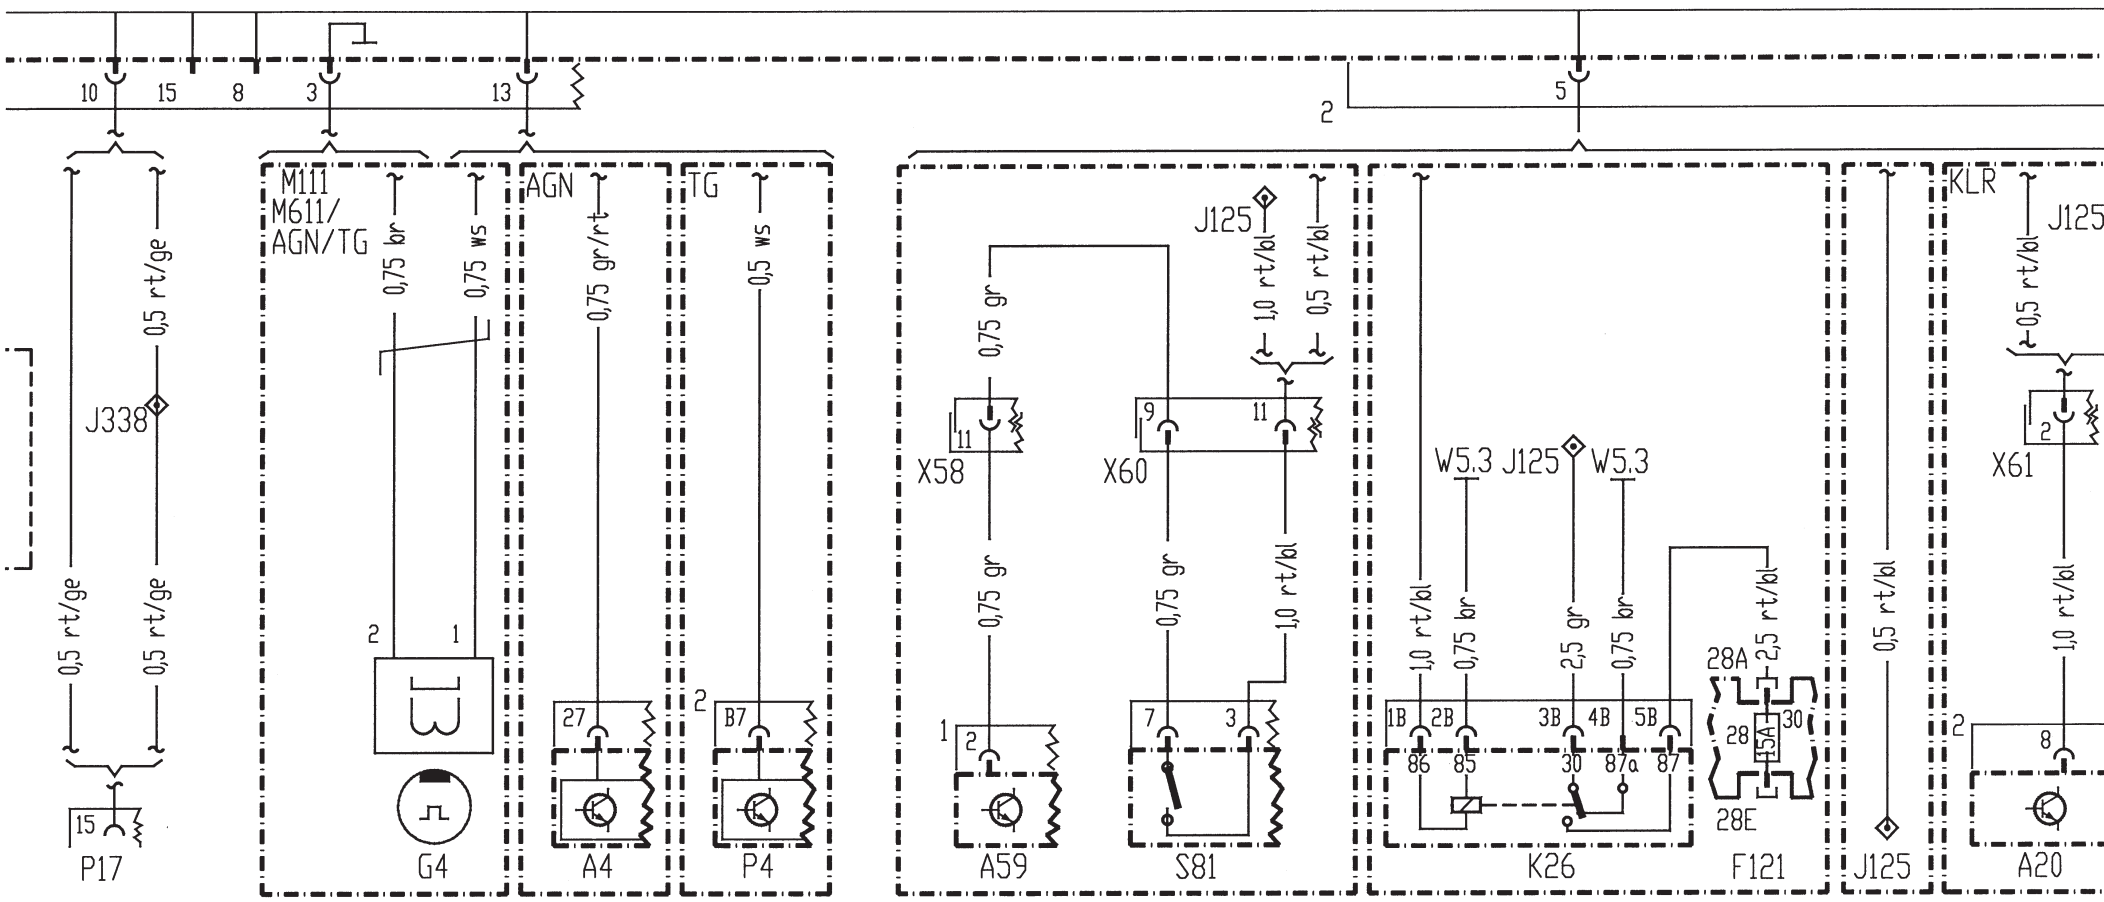 10 15 8 3 13 5
2
M111
M611/
AGN/TG
AGN
TG
KLR
J125
J125
0,5 rt/ge
0,75 br
0,75 ws
0,75 gr/rt
0,5 ws
0,75 gr
1,0 rt/bl
0,5 rt/bl
0,5 rt/bl
J338
11
X58
9
11
X60
W5.3
J125
W5.3
2
X61
0,5 rt/ge
0,5 rt/ge
0,75 gr
0,75 gr
1,0 rt/bl
1,0 rt/bl
0,75 br
2,5 gr
0,75 br
2,5 rt/bl
0,5 rt/bl
1,0 rt/bl
2
1
27
2
B7
1
2
7
3
1B 2B 3B 4B 5B
86 85 30 87a 87
28A
28
15A
30
28E
2
8
15
P17
G4
A4
P4
A59
S81
K26
F121
J125
A20